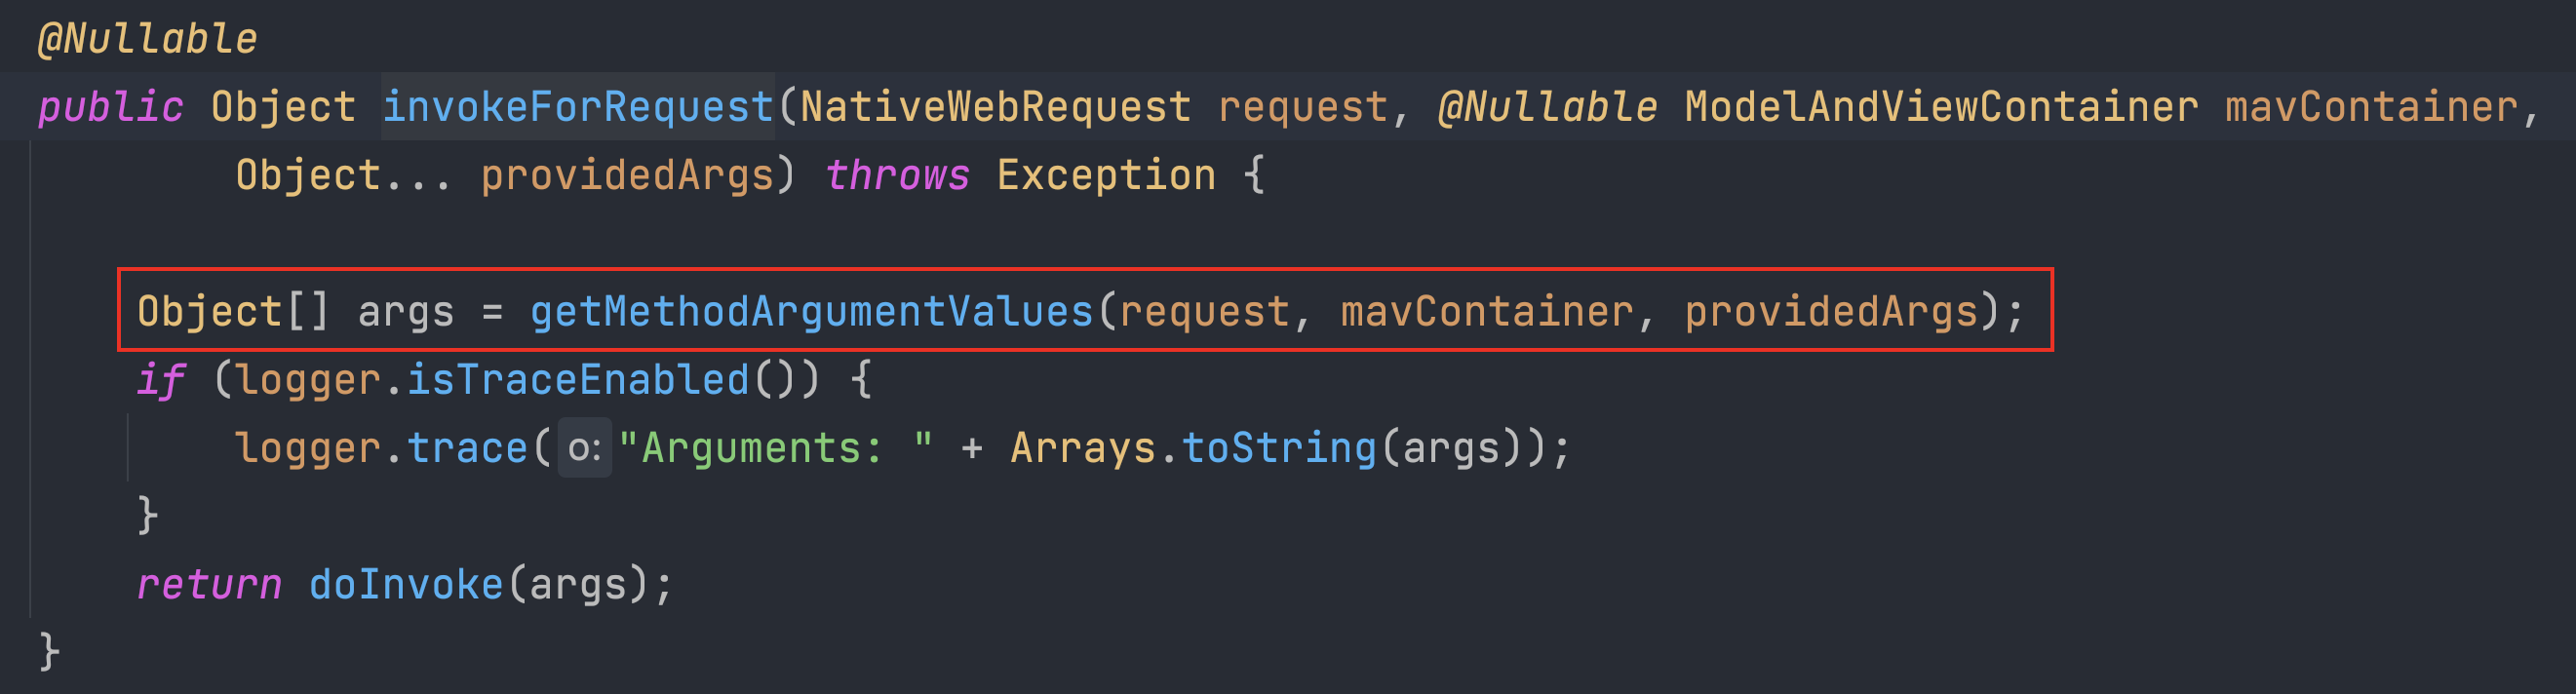 @Nullable
public Object invokeForRequest(NativeWebRequest request, @Nullable ModelAndViewContainer mavContainer,
Object... providedArgs) throws Exception {
Object[] args = getMethodArgumentValues(request, mavContainer, providedArgs);
if (logger.isTraceEnabled()) {
logger.trace(o: "Arguments: " + Arrays.toString(args));
}
return doInvoke(args);
}